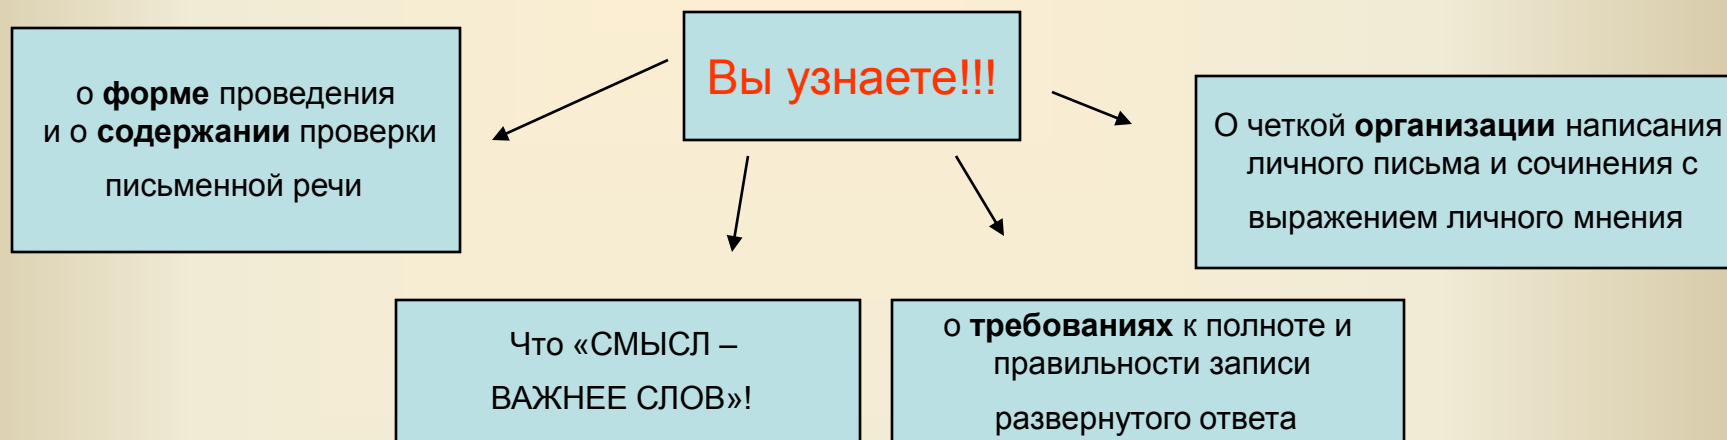 Вы узнаете!!!
о форме проведения
и о содержании проверки
письменной речи
О четкой организации написания
личного письма и сочинения с
выражением личного мнения
Что «СМЫСЛ –
ВАЖНЕЕ СЛОВ»!
о требованиях к полноте и
правильности записи
развернутого ответа